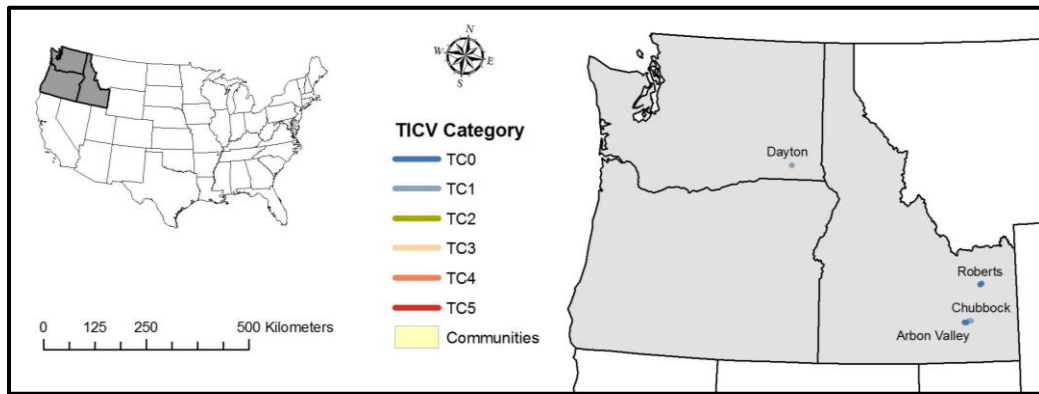 N
W
E
S
TICV Category
TC0
TC1
TC2
TC3
TC4
TC5
Communities
0 125 250 500 Kilometers
Dayton
Roberts
Chubbock
Arbon Valley